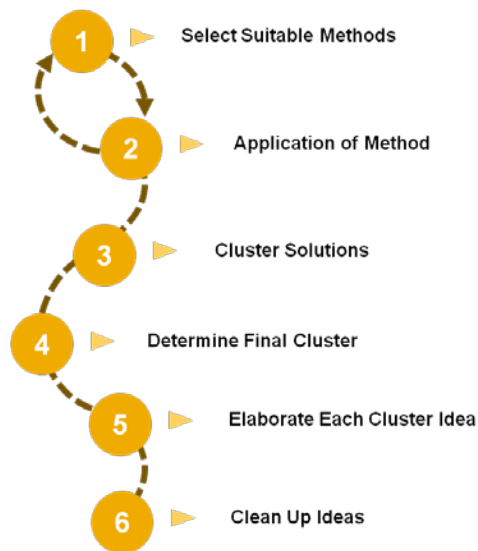 1 Select Suitable Methods
2 Application of Method
3 Cluster Solutions
4 Determine Final Cluster
5 Elaborate Each Cluster Idea
6 Clean Up Ideas